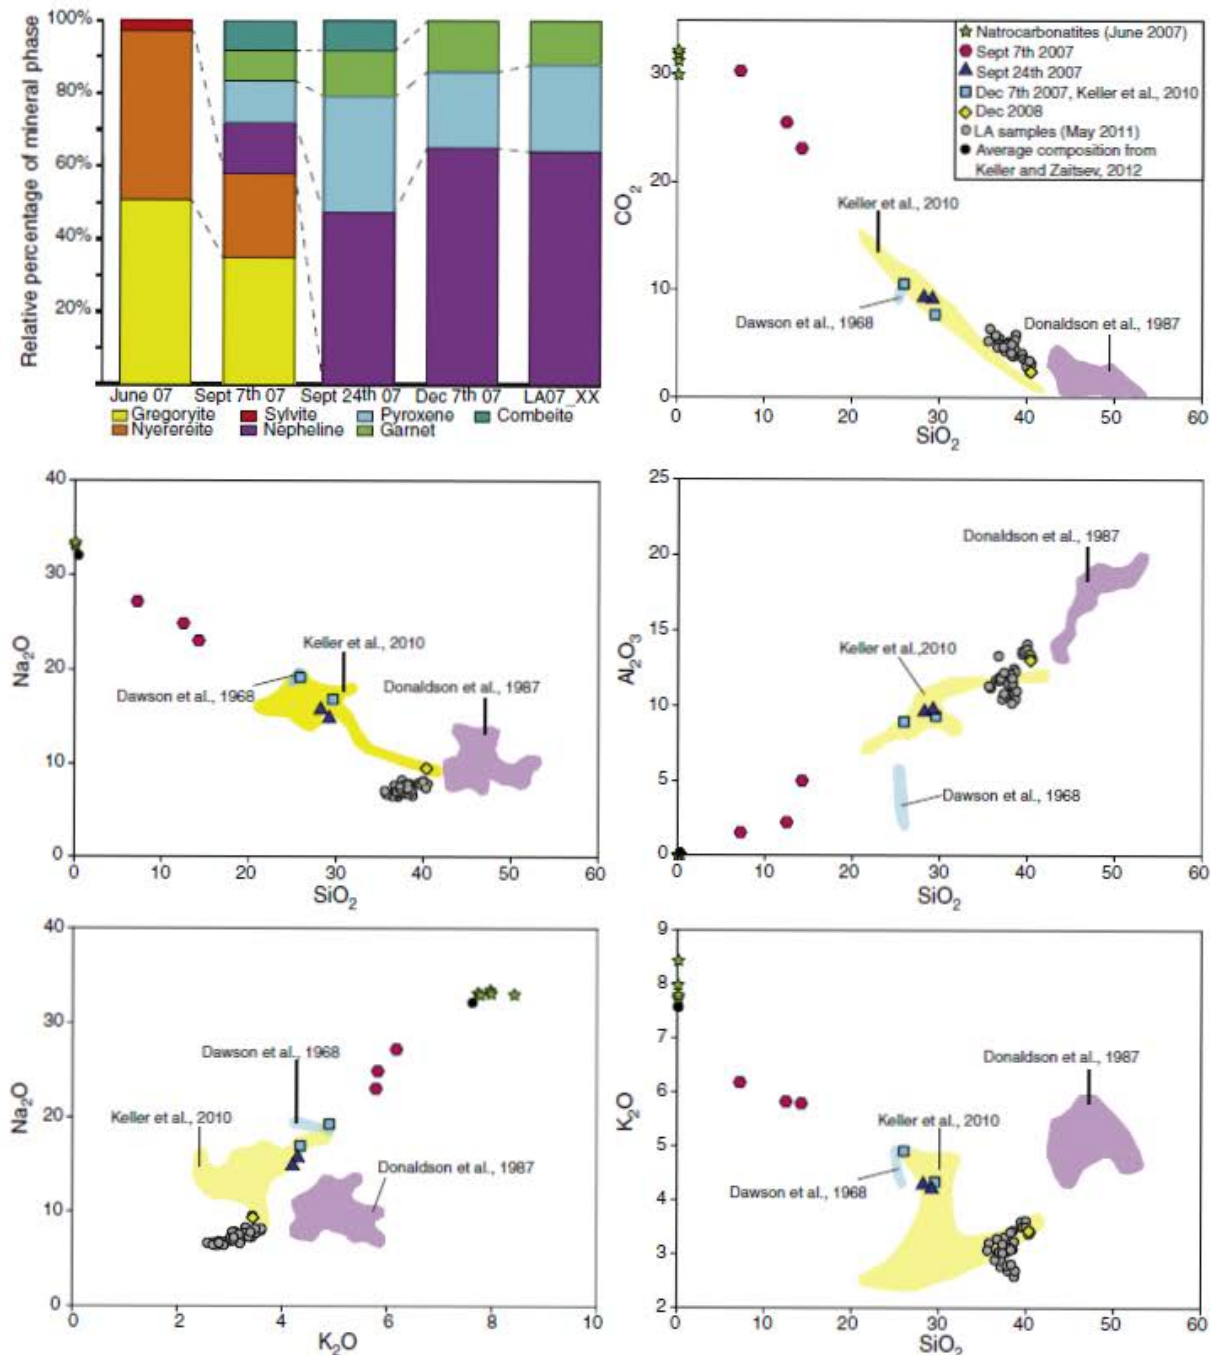 100%
80%
60%
40%
20%
Relative percentage of mineral phase
June 07 Sept 7th 07 Sept 24th 07 Dec 7th 07 LA07_XX
Gregoryite Sylvite Pyroxene Combeite
Nyerereite Nepheline Garnet
30
20
10
0
CO2
Natrocarbonatites (June 2007)
Sept 7th 2007
Sept 24th 2007
Dec 7th 2007, Keller et al., 2010
Dec 2008
LA samples (May 2011)
Average composition from
Keller and Zaitsev, 2012
Keller et al., 2010
Dawson et al., 1968
Donaldson et al., 1987
0 10 20 30 40 50 60
SiO2
40
30
20
10
0
Na2O
Keller et al., 2010
Dawson et al., 1968
Donaldson et al., 1987
0 10 20 30 40 50 60
SiO2
25
20
15
10
5
0
Al2O3
Donaldson et al., 1987
Keller et al.,2010
Dawson et al., 1968
0 10 20 30 40 50 60
SiO2
40
30
20
10
0
Na2O
Dawson et al., 1968
Keller et al., 2010
Donaldson et al., 1987
0 2 4 6 8 10
K2O
9
8
7
6
5
4
3
2
K2O
Donaldson et al., 1987
Keller et al., 2010
Dawson et al., 1968
0 10 20 30 40 50 60
SiO2